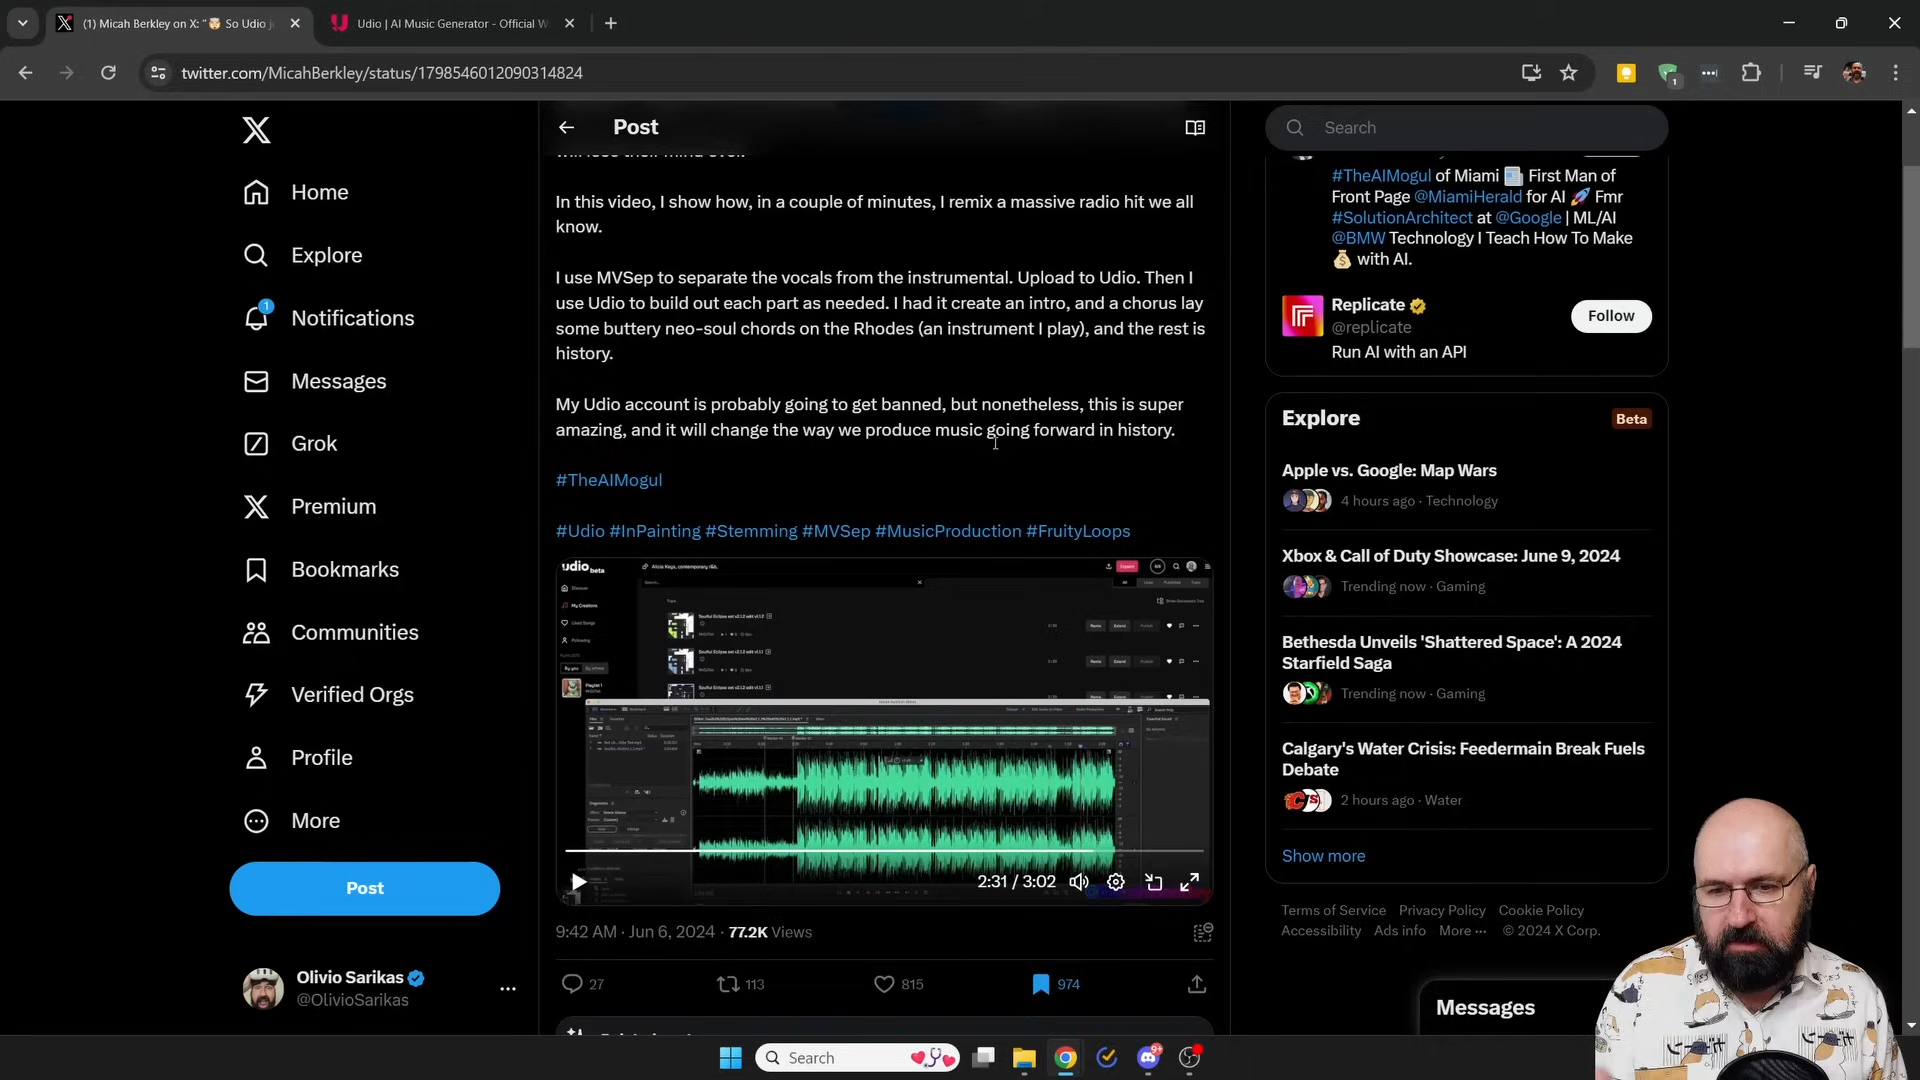 (1) Micah Berkley on X: "🤯 So Udio j
Udio | AI Music Generator - Official W
twitter.com/MicahBerkley/status/1798546012090314824
1
Post
Search
In this video, I show how, in a couple of minutes, I remix a massive radio hit we all
know.
I use MVSep to separate the vocals from the instrumental. Upload to Udio. Then I
use Udio to build out each part as needed. I had it create an intro, and a chorus lay
some buttery neo-soul chords on the Rhodes (an instrument I play), and the rest is
history.
My Udio account is probably going to get banned, but nonetheless, this is super
amazing, and it will change the way we produce music going forward in history.
#TheAIMogul
#Udio #InPainting #Stemming #MVSep #MusicProduction #FruityLoops
udio beta
Alicia Keys, contemporary r&b,
2:31 / 3:02
9:42 AM · Jun 6, 2024 · 77.2K Views
27
113
815
974
Home
Explore
1
Notifications
Messages
Grok
Premium
Bookmarks
Communities
Verified Orgs
Profile
More
Post
Olivio Sarikas
@OlivioSarikas
#TheAIMogul of Miami 📰 First Man of
Front Page @MiamiHerald for AI 🚀 Fmr
#SolutionArchitect at @Google | ML/AI
@BMW Technology I Teach How To Make
💰 with AI.
Replicate
@replicate
Follow
Run AI with an API
Explore
Beta
Apple vs. Google: Map Wars
4 hours ago · Technology
Xbox & Call of Duty Showcase: June 9, 2024
Trending now · Gaming
Bethesda Unveils 'Shattered Space': A 2024
Starfield Saga
Trending now · Gaming
Calgary's Water Crisis: Feedermain Break Fuels
Debate
2 hours ago · Water
Show more
Terms of Service Privacy Policy Cookie Policy
Accessibility Ads info More ··· © 2024 X Corp.
Messages
Search
9+